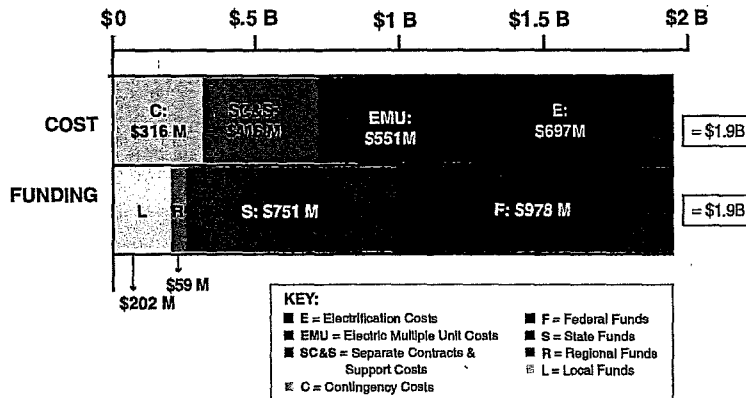 $0 $.5 B $1 B $1.5 B $2 B
COST
C:
$316 M
SC&S:
EMU:
$551M
E:
$697M
= $1.9B
FUNDING
L
R
S: $751 M
F: $978 M
= $1.9B
$202 M
$59 M
KEY:
E = Electrification Costs
EMU = Electric Multiple Unit Costs
SC&S = Separate Contracts &
Support Costs
C = Contingency Costs
F = Federal Funds
S = State Funds
R = Regional Funds
L = Local Funds